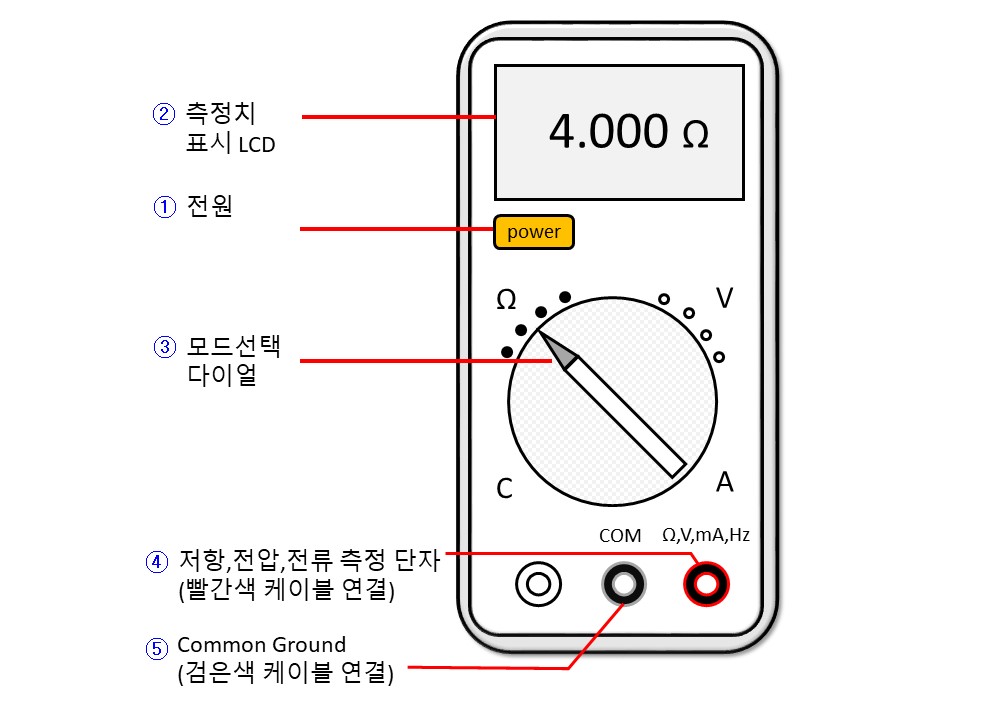 ② 측정치
표시 LCD
4.000 Ω
① 전원
power
Ω
V
③ 모드선택
다이얼
C
A
COM
Ω,V,mA,Hz
④ 저항,전압,전류 측정 단자
(빨간색 케이블 연결)
⑤ Common Ground
(검은색 케이블 연결)